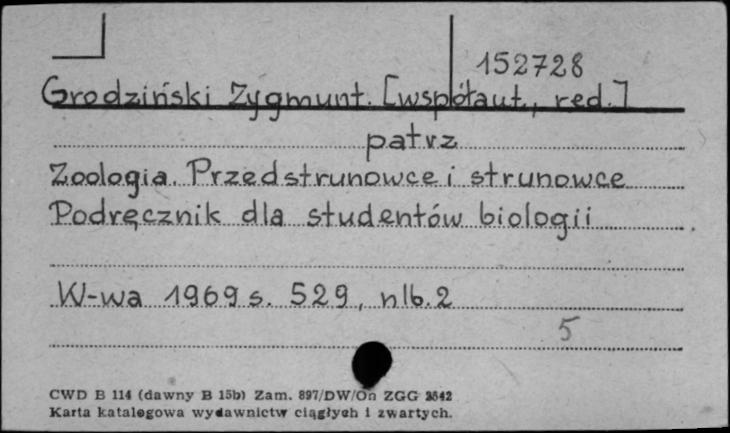 152728
Grodziński Zygmunt. [współaut., red.]
patrz
Zoologia. Przedstrunowce i strunowce
Podręcznik dla studentów biologii
W-wa 1969 s. 529, nlb. 2
5
CWD B 114 (dawny B 15b) Zam. 897/DW/On ZGG 2542
Karta katalogowa wydawnictw ciągłych i zwartych.